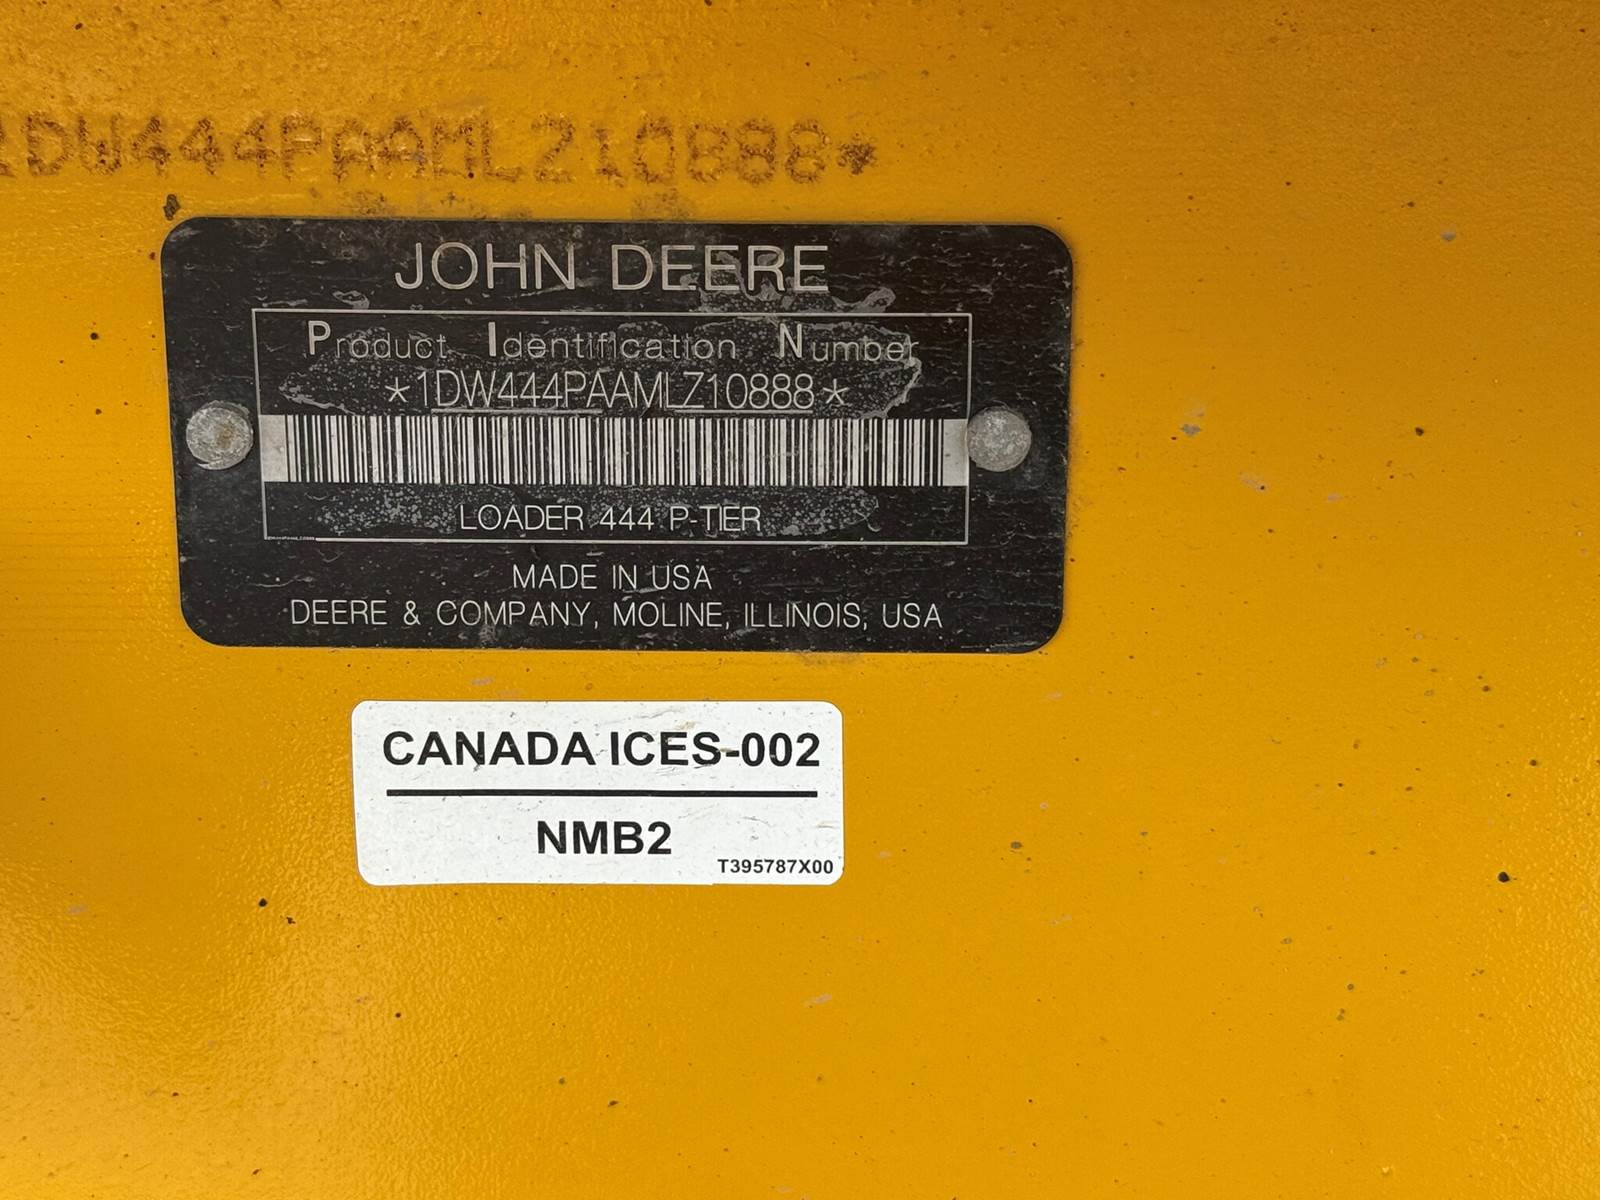 1DW444PAAMLZ10888*
JOHN DEERE
Product Identification Number
*1DW444PAAMLZ10888*
LOADER 444 P-TIER
MADE IN USA
DEERE & COMPANY, MOLINE, ILLINOIS, USA
CANADA ICES-002
NMB2
T395787X00